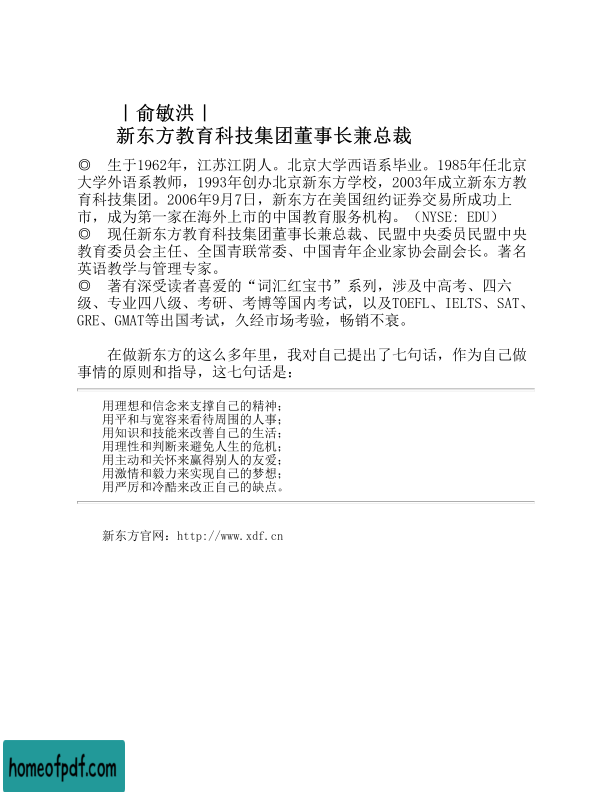 ｜俞敏洪｜
新东方教育科技集团董事长兼总裁
◎　生于1962年，江苏江阴人。北京大学西语系毕业。1985年任北京
大学外语系教师，1993年创办北京新东方学校，2003年成立新东方教
育科技集团。2006年9月7日，新东方在美国纽约证券交易所成功上
市，成为第一家在海外上市的中国教育服务机构。（NYSE: EDU）
◎　现任新东方教育科技集团董事长兼总裁、民盟中央委员民盟中央
教育委员会主任、全国青联常委、中国青年企业家协会副会长。著名
英语教学与管理专家。
◎　著有深受读者喜爱的“词汇红宝书”系列，涉及中高考、四六
级、专业四八级、考研、考博等国内考试，以及TOEFL、IELTS、SAT、
GRE、GMAT等出国考试，久经市场考验，畅销不衰。
在做新东方的这么多年里，我对自己提出了七句话，作为自己做
事情的原则和指导，这七句话是：
用理想和信念来支撑自己的精神；
用平和与宽容来看待周围的人事；
用知识和技能来改善自己的生活；
用理性和判断来避免人生的危机；
用主动和关怀来赢得别人的友爱；
用激情和毅力来实现自己的梦想；
用严厉和冷酷来改正自己的缺点。
新东方官网：http://www.xdf.cn
homeofpdf.com